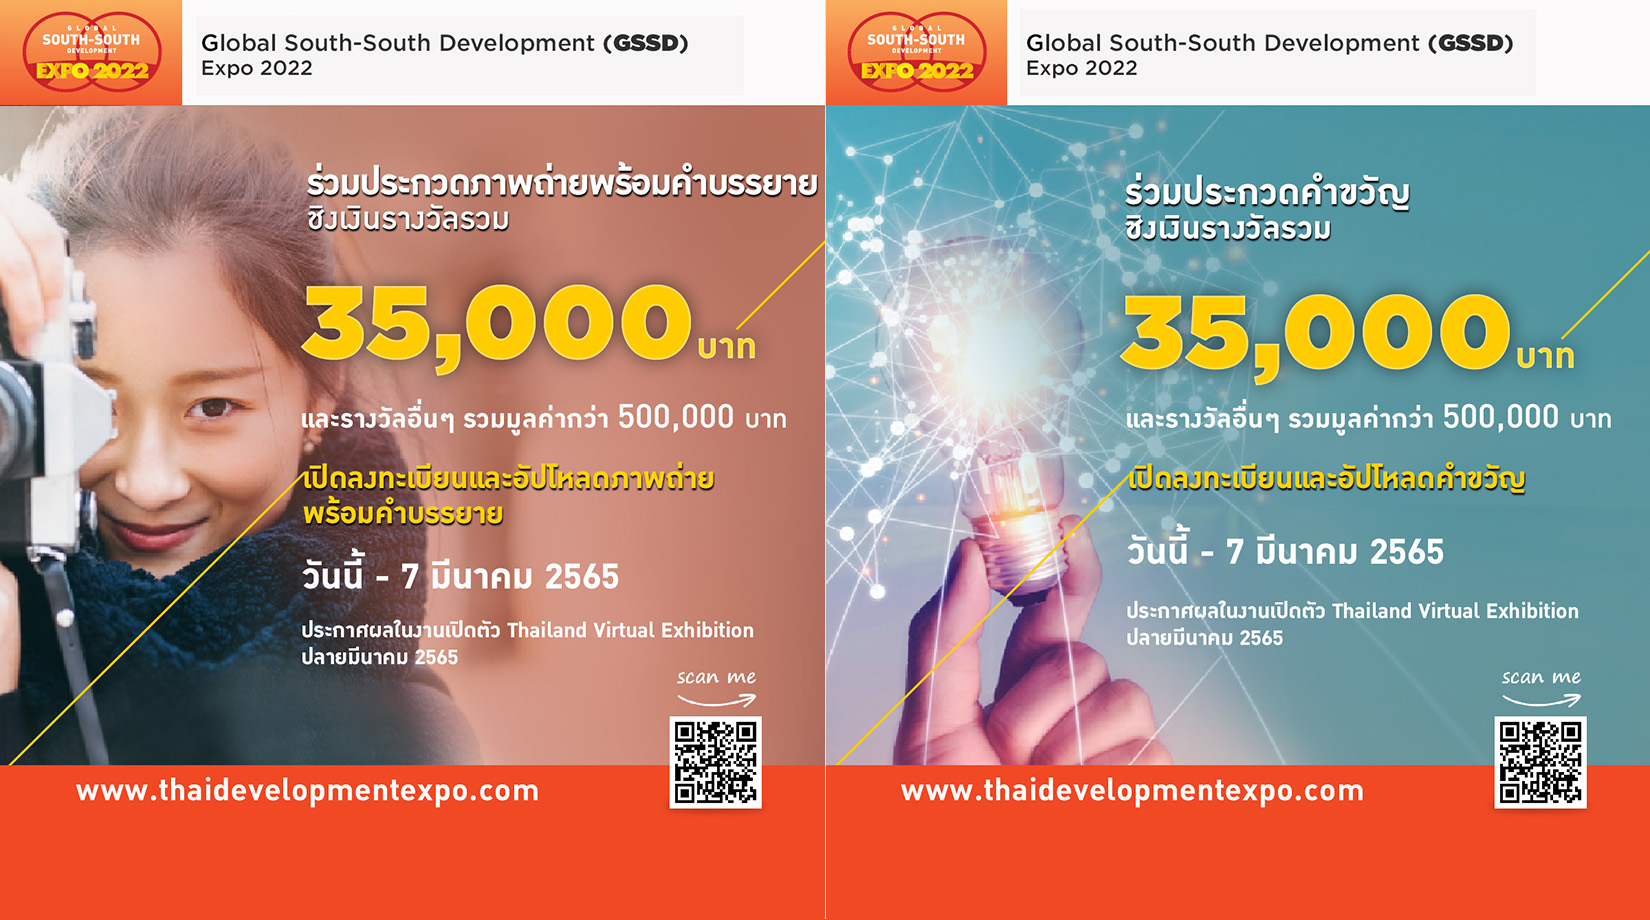 GLOBAL
SOUTH-SOUTH
DEVELOPMENT
EXPO 2022
Global South-South Development (GSSD)
Expo 2022
ร่วมประกวดภาพถ่ายพร้อมคำบรรยาย
ชิงเงินรางวัลรวม
35,000 บาท
และรางวัลอื่นๆ รวมมูลค่ากว่า 500,000 บาท
เปิดลงทะเบียนและอัปโหลดภาพถ่าย
พร้อมคำบรรยาย
วันนี้ - 7 มีนาคม 2565
ประกาศผลในงานเปิดตัว Thailand Virtual Exhibition
ปลายมีนาคม 2565
scan me
www.thaidevelopmentexpo.com
GLOBAL
SOUTH-SOUTH
DEVELOPMENT
EXPO 2022
Global South-South Development (GSSD)
Expo 2022
ร่วมประกวดคำขวัญ
ชิงเงินรางวัลรวม
35,000 บาท
และรางวัลอื่นๆ รวมมูลค่ากว่า 500,000 บาท
เปิดลงทะเบียนและอัปโหลดคำขวัญ
วันนี้ - 7 มีนาคม 2565
ประกาศผลในงานเปิดตัว Thailand Virtual Exhibition
ปลายมีนาคม 2565
scan me
www.thaidevelopmentexpo.com